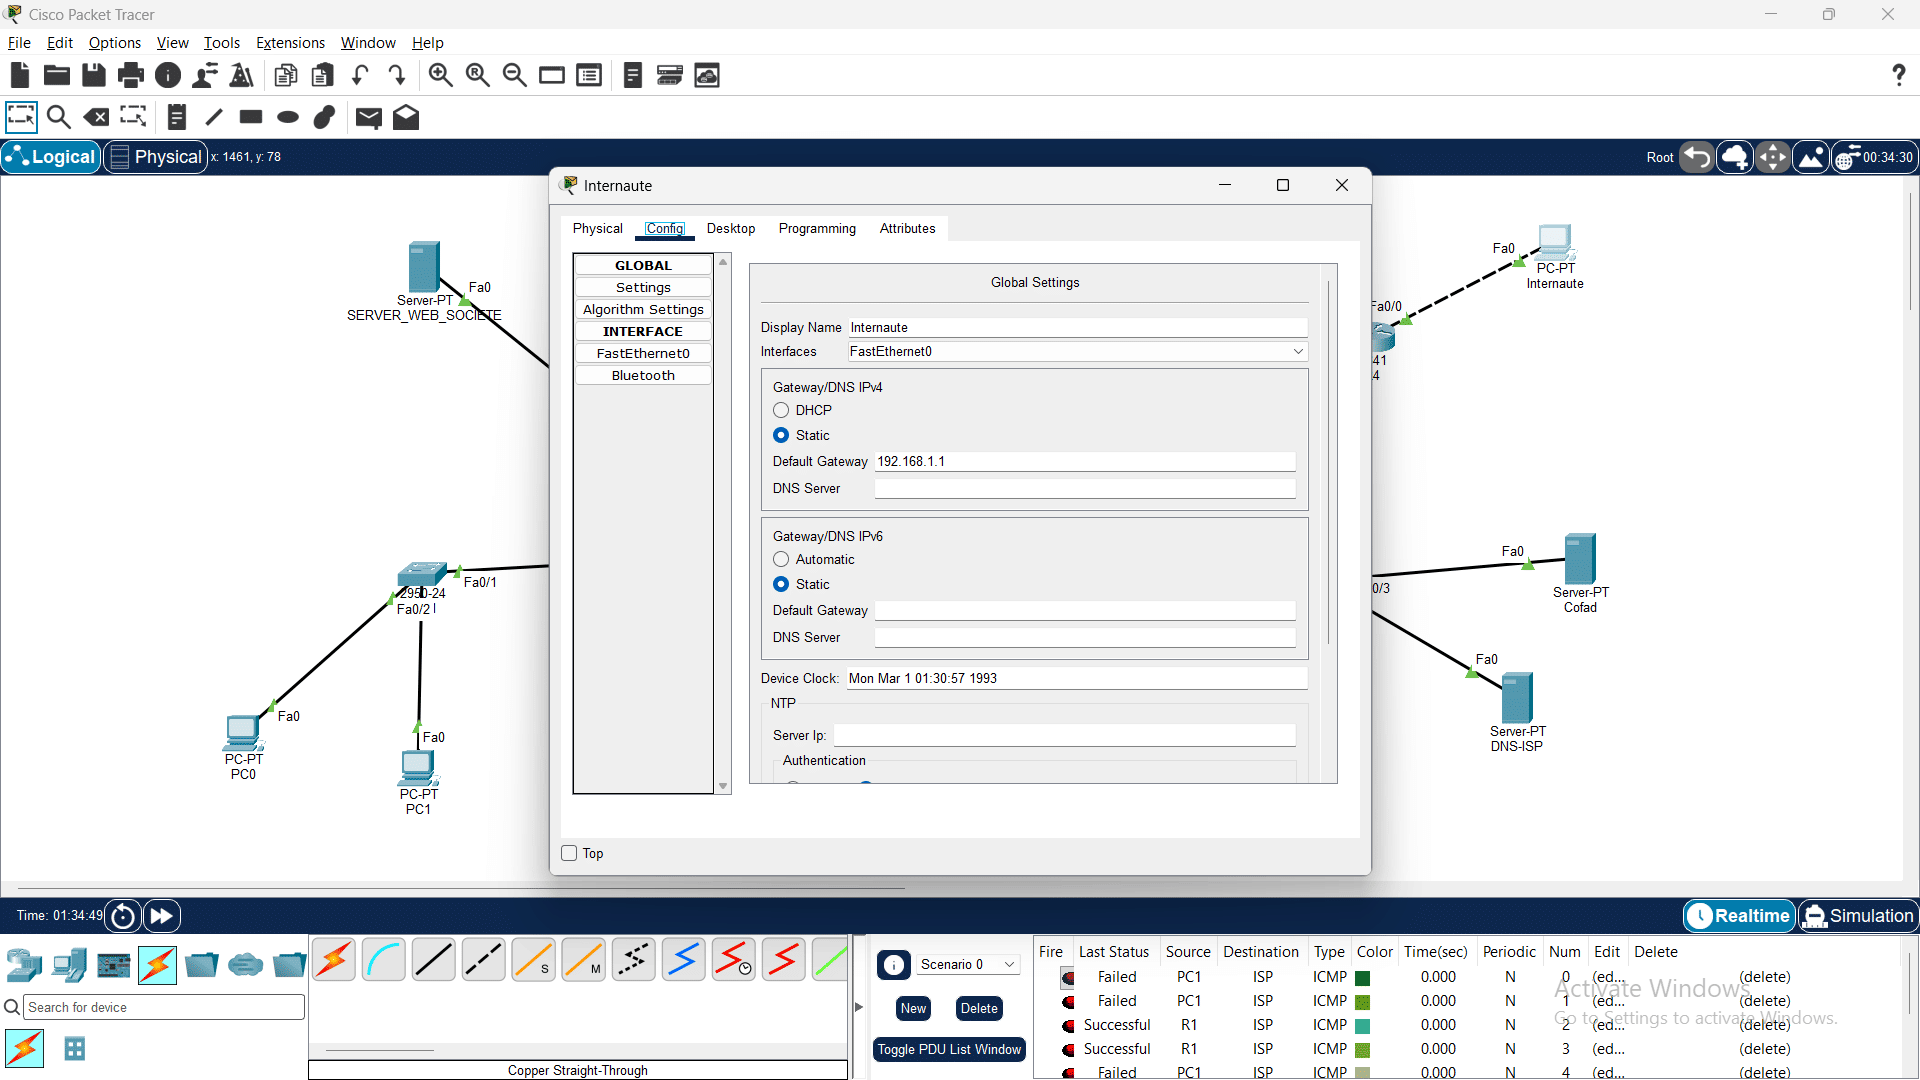 Cisco Packet Tracer
File Edit Options View Tools Extensions Window Help
Logical Physical x: 1461, y: 78 Root 00:34:30
Internaute
Physical Config Desktop Programming Attributes
GLOBAL
Settings
Algorithm Settings
INTERFACE
FastEthernet0
Bluetooth
Global Settings
Display Name Internaute
Interfaces FastEthernet0
Gateway/DNS IPv4
DHCP
Static
Default Gateway 192.168.1.1
DNS Server
Gateway/DNS IPv6
Automatic
Static
Default Gateway
DNS Server
Device Clock: Mon Mar 1 01:30:57 1993
NTP
Server Ip:
Authentication
Top
Fa0
Server-PT
SERVER_WEB_SOCIETE
Fa0/1
2950-24
Fa0/2
Fa0
PC-PT
PC0
Fa0
PC-PT
PC1
Fa0
PC-PT
Internaute
Fa0/0
41
4
Fa0
0/3
Server-PT
Cofad
Fa0
Server-PT
DNS-ISP
Time: 01:34:49 Realtime Simulation
Search for device
S M
Copper Straight-Through
Scenario 0
New Delete
Toggle PDU List Window
Fire Last Status Source Destination Type Color Time(sec) Periodic Num Edit Delete
Failed PC1 ISP ICMP 0.000 N 0 (ed... (delete)
Failed PC1 ISP ICMP 0.000 N 1 (ed... (delete)
Successful R1 ISP ICMP 0.000 N 2 (ed... (delete)
Successful R1 ISP ICMP 0.000 N 3 (ed... (delete)
Failed PC1 ISP ICMP 0.000 N 4 (ed... (delete)
Activate Windows
Go to Settings to activate Windows.